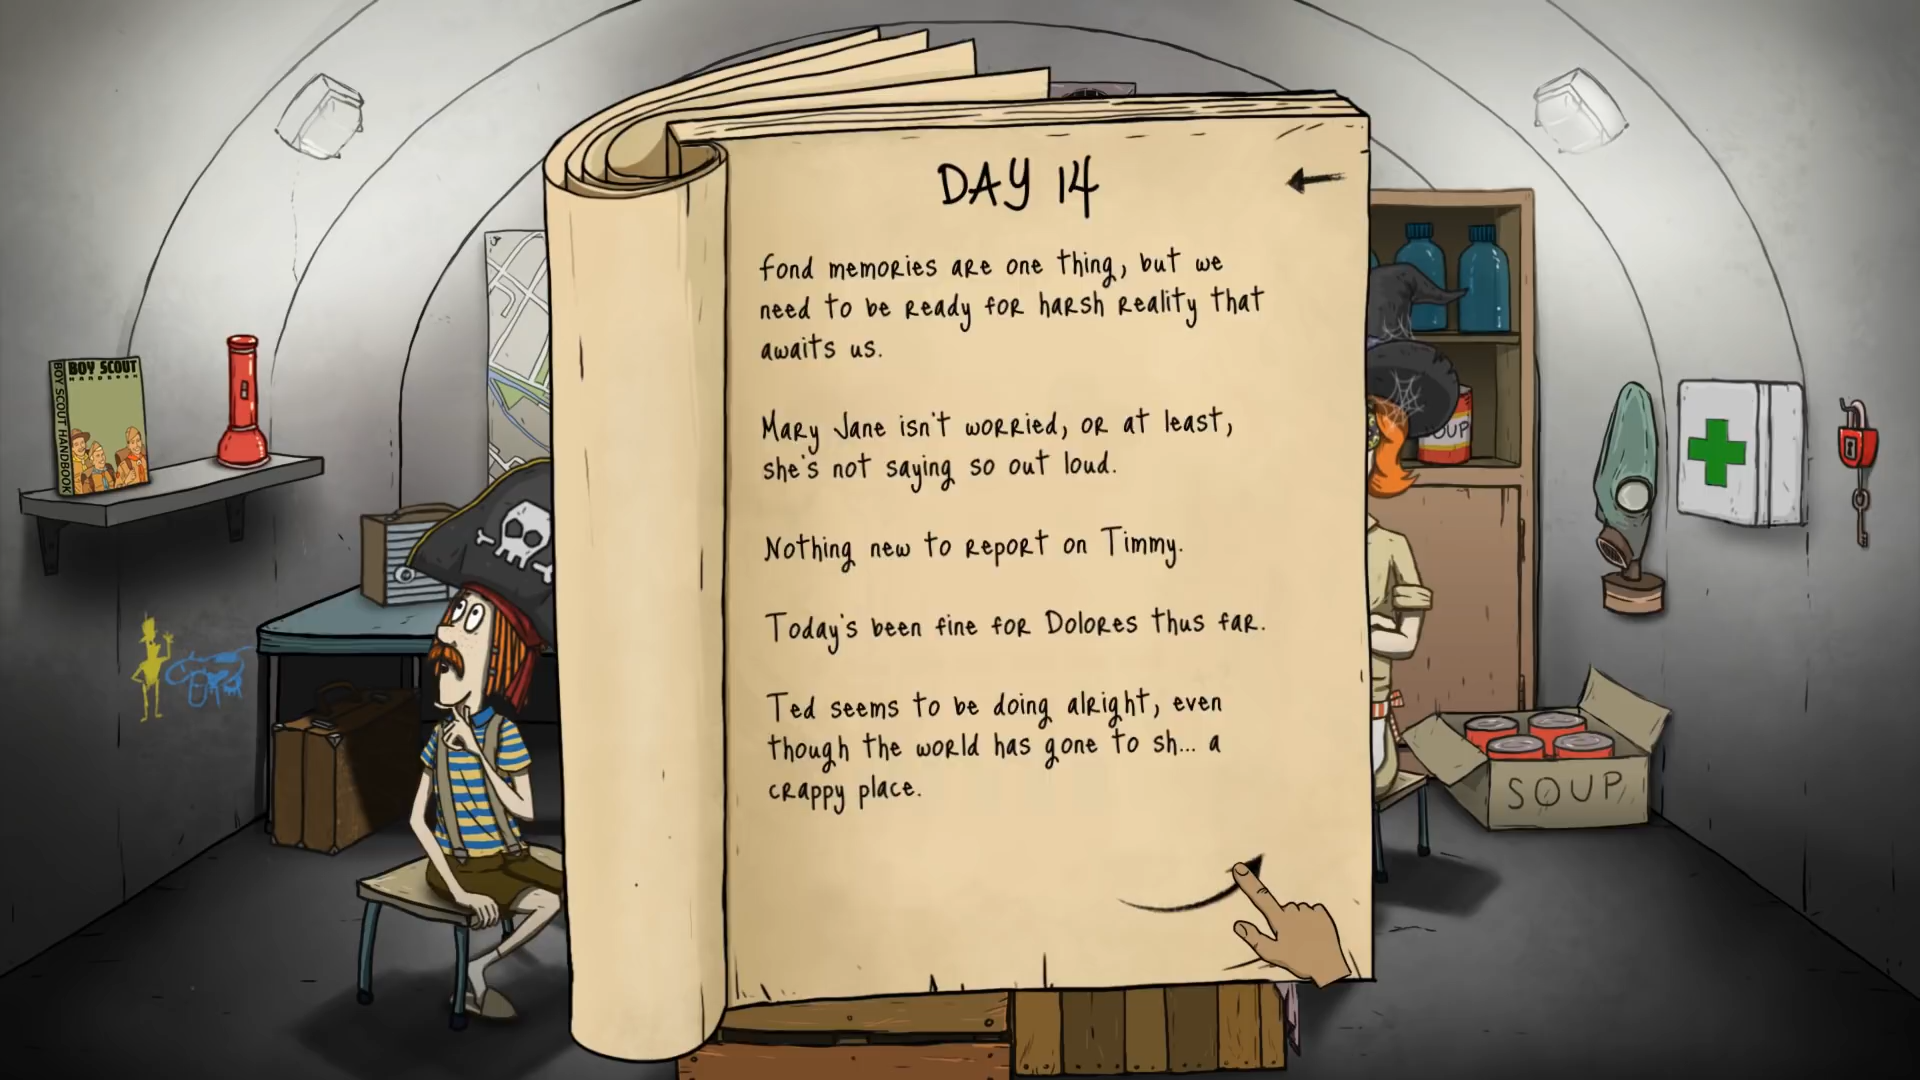 DAY 14
fond memories are one thing, but we
need to be ready for harsh reality that
awaits us.
Mary Jane isn't worried, or at least,
she's not saying so out loud.
Nothing new to report on Timmy.
Today's been fine for Dolores thus far.
Ted seems to be doing alright, even
though the world has gone to sh... a
crappy place.
BOY SCOUT
HANDBOOK
BOY SCOUT HANDBOOK
OUP
SOUP